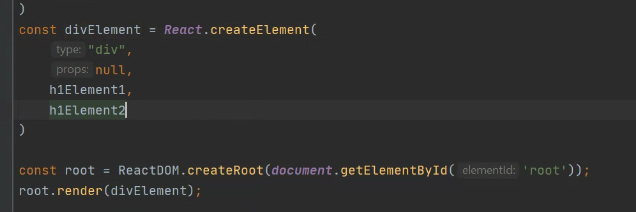 )
const divElement = React.createElement(
type: "div",
props: null,
h1Element1,
h1Element2
)
const root = ReactDOM.createRoot(document.getElementById( elementId: 'root'));
root.render(divElement);